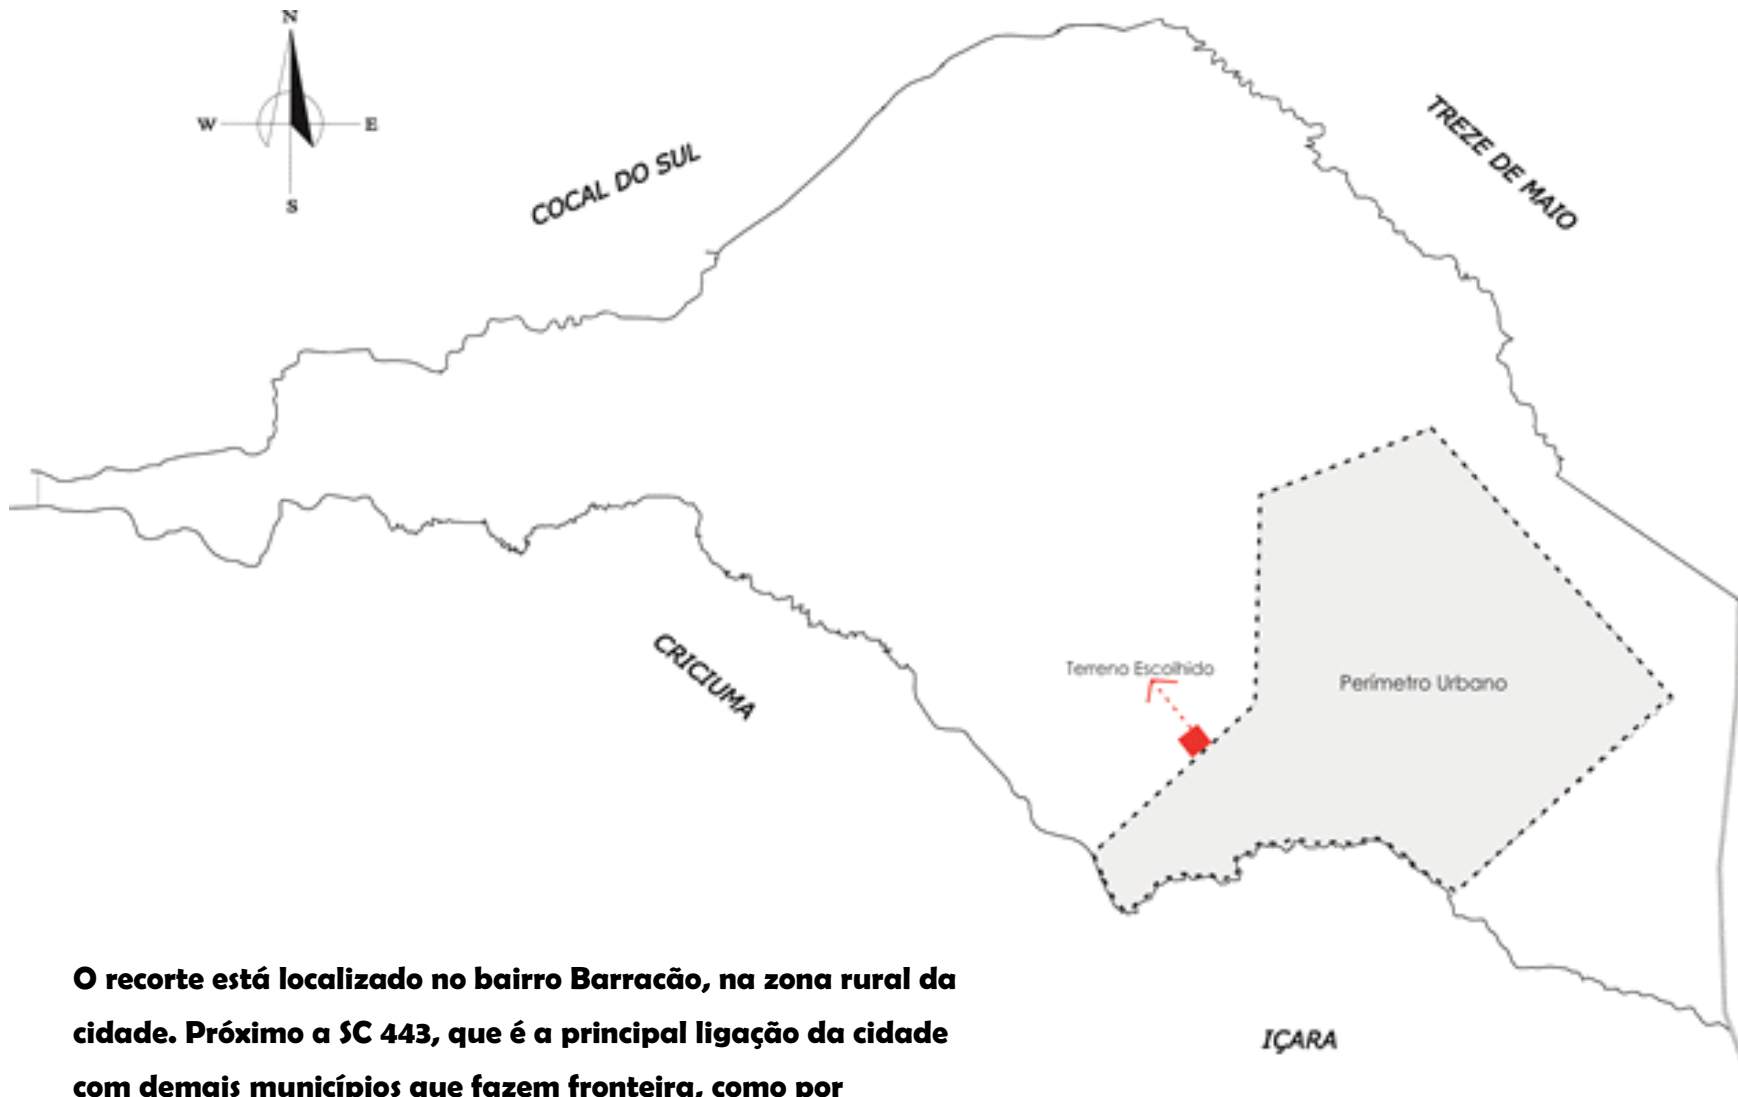 N
W
E
S
COCAL DO SUL
TREZE DE MAIO
CRICIUMA
Terreno Escolhido
Perímetro Urbano
IÇARA
O recorte está localizado no bairro Barracão, na zona rural da
cidade. Próximo a SC 443, que é a principal ligação da cidade
com demais municípios que fazem fronteira, como por